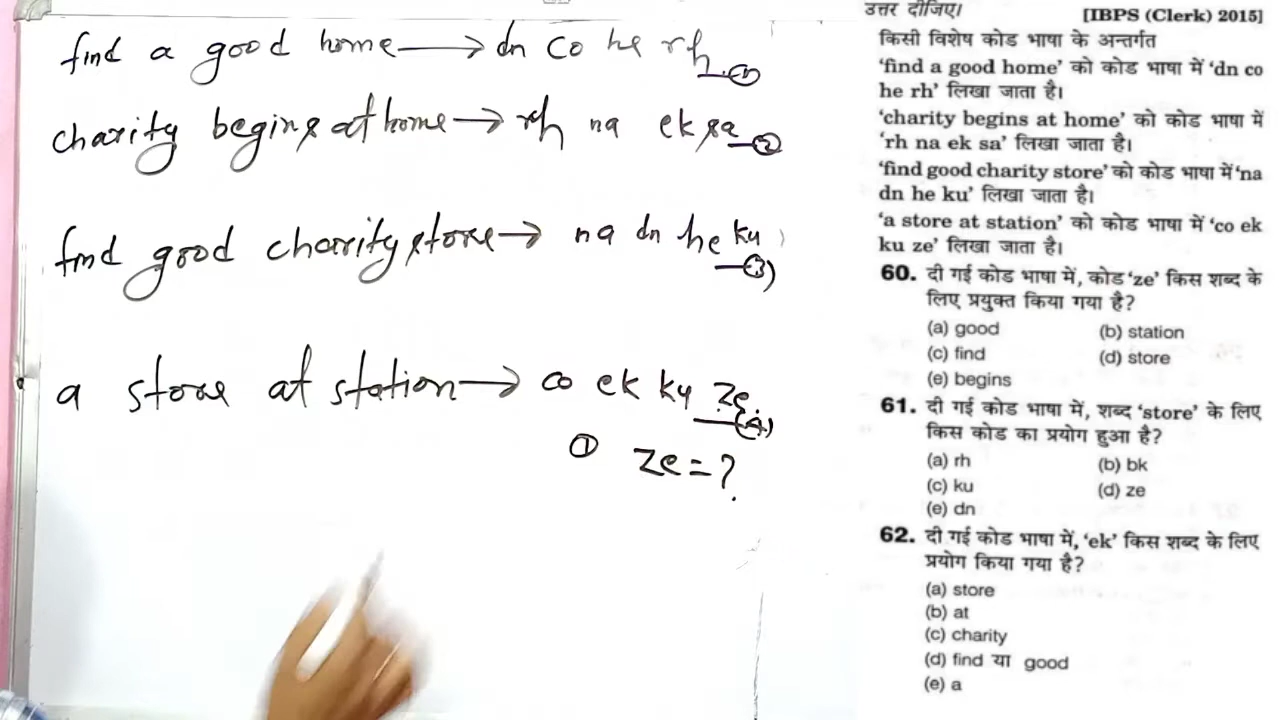 find a good home → dn co he rh ①
charity begins at home → rh na ek sa ②
find good charity store → na dn he ku ③
a store at station → co ek ku ze ④
① ze = ?
उत्तर दीजिए।
[IBPS (Clerk) 2015]
किसी विशेष कोड भाषा के अन्तर्गत
'find a good home' को कोड भाषा में 'dn co
he rh' लिखा जाता है।
'charity begins at home' को कोड भाषा में
'rh na ek sa' लिखा जाता है।
'find good charity store' को कोड भाषा में 'na
dn he ku' लिखा जाता है।
'a store at station' को कोड भाषा में 'co ek
ku ze' लिखा जाता है।
60. दी गई कोड भाषा में, कोड 'ze' किस शब्द के
लिए प्रयुक्त किया गया है?
(a) good (b) station
(c) find (d) store
(e) begins
61. दी गई कोड भाषा में, शब्द 'store' के लिए
किस कोड का प्रयोग हुआ है?
(a) rh (b) bk
(c) ku (d) ze
(e) dn
62. दी गई कोड भाषा में, 'ek' किस शब्द के लिए
प्रयोग किया गया है?
(a) store
(b) at
(c) charity
(d) find या good
(e) a